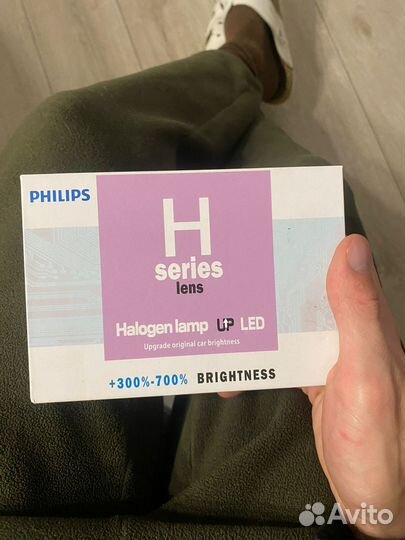 PHILIPS
H
series
lens
Halogen lamp UP LED
Upgrade original car brightness
+300%-700% BRIGHTNESS
Avito